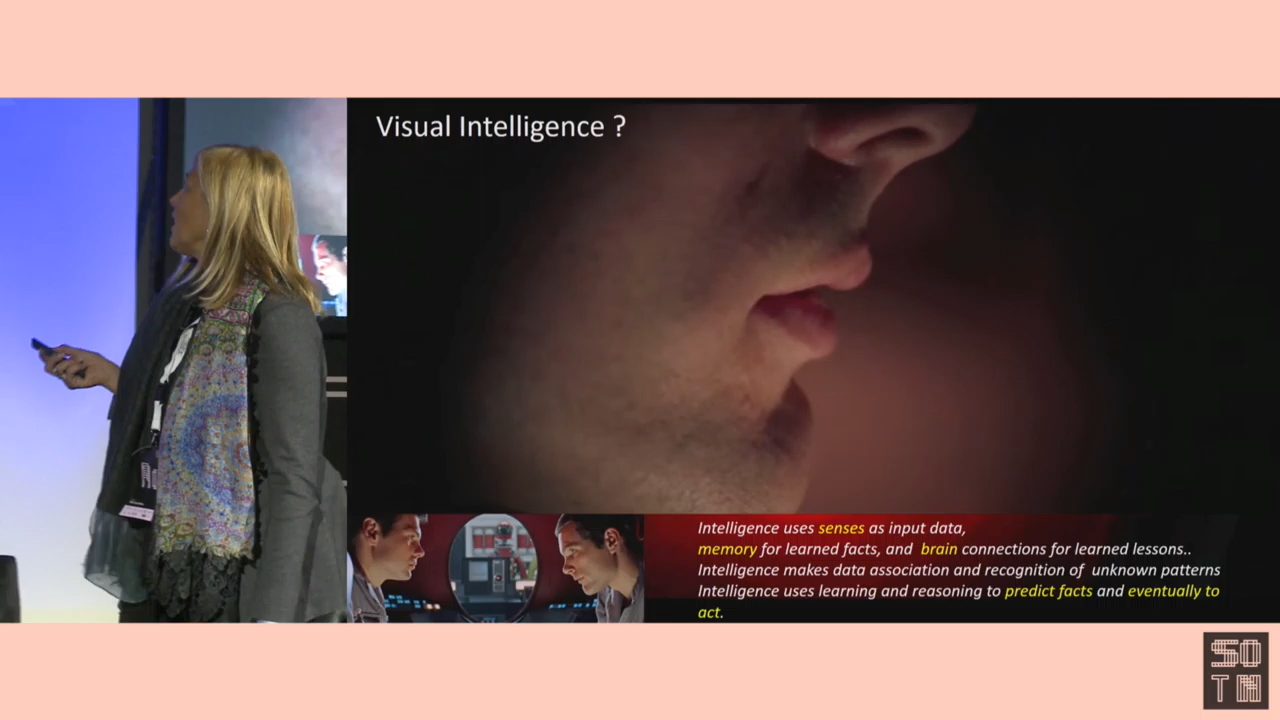 Visual Intelligence ?
Intelligence uses senses as input data,
memory for learned facts, and brain connections for learned lessons..
Intelligence makes data association and recognition of unknown patterns
Intelligence uses learning and reasoning to predict facts and eventually to
act.
SO
TN